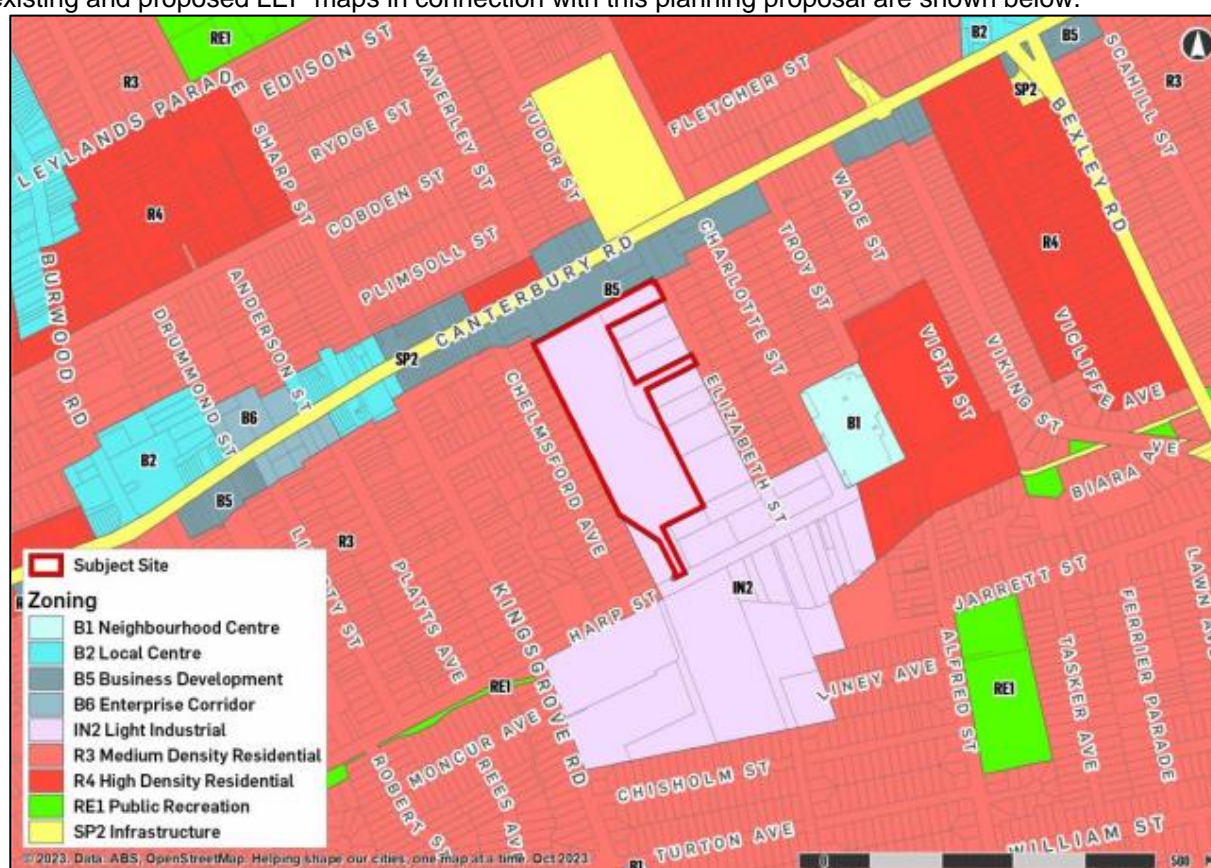 existing and proposed LEP maps in connection with this planning proposal are shown below.
RE1
B2
B5
R3
EDISON ST
LEYLANDS PARADE
WAVERLEY ST
FLETCHER ST
SP2
SCAHILL ST
R3
RYDGE ST
TUDOR ST
SHARP ST
COBDEN ST
BEXLEY RD
R4
WADE ST
PLIMSOLL ST
CANTERBURY RD
CHARLOTTE ST
TROY ST
R4
BURWOOD RD
ANDERSON ST
B5
DRUMMOND ST
SP2
VICTA ST
VIKING ST
VICLIFFE AVE
CHELMSFORD AVE
ELIZABETH ST
B6
B1
B2
BIARA AVE
B5
R3
PLATTS AVE
KINGSGROVE RD
HARP ST
IN2
JARRETT ST
FERRIER PARADE
RE1
LINEY AVE
ALFRED ST
RE1
TASKER AVE
MONCUR AVE
REES AV
ROBERT ST
CHISHOLM ST
TURTON AVE
WILLIAM ST
Subject Site
Zoning
B1 Neighbourhood Centre
B2 Local Centre
B5 Business Development
B6 Enterprise Corridor
IN2 Light Industrial
R3 Medium Density Residential
R4 High Density Residential
RE1 Public Recreation
SP2 Infrastructure
© 2023. Data: ABS, OpenStreetMap. Helping shape our cities, one map at a time. Oct 2023
0
500